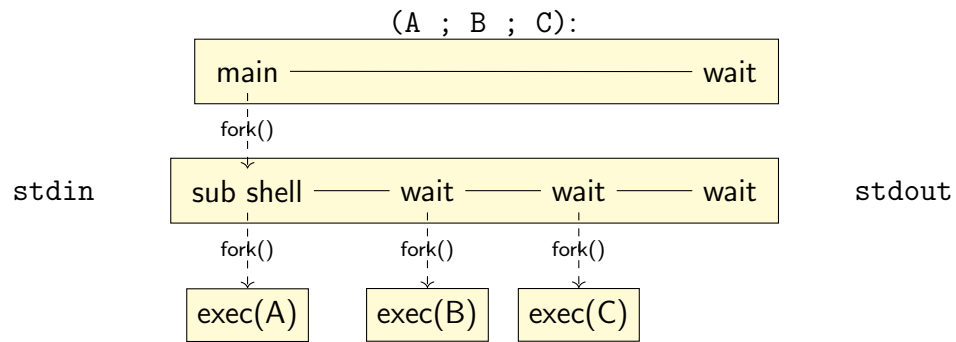 (A ; B ; C):
main wait
fork()
stdin sub shell wait wait wait stdout
fork() fork() fork()
exec(A) exec(B) exec(C)